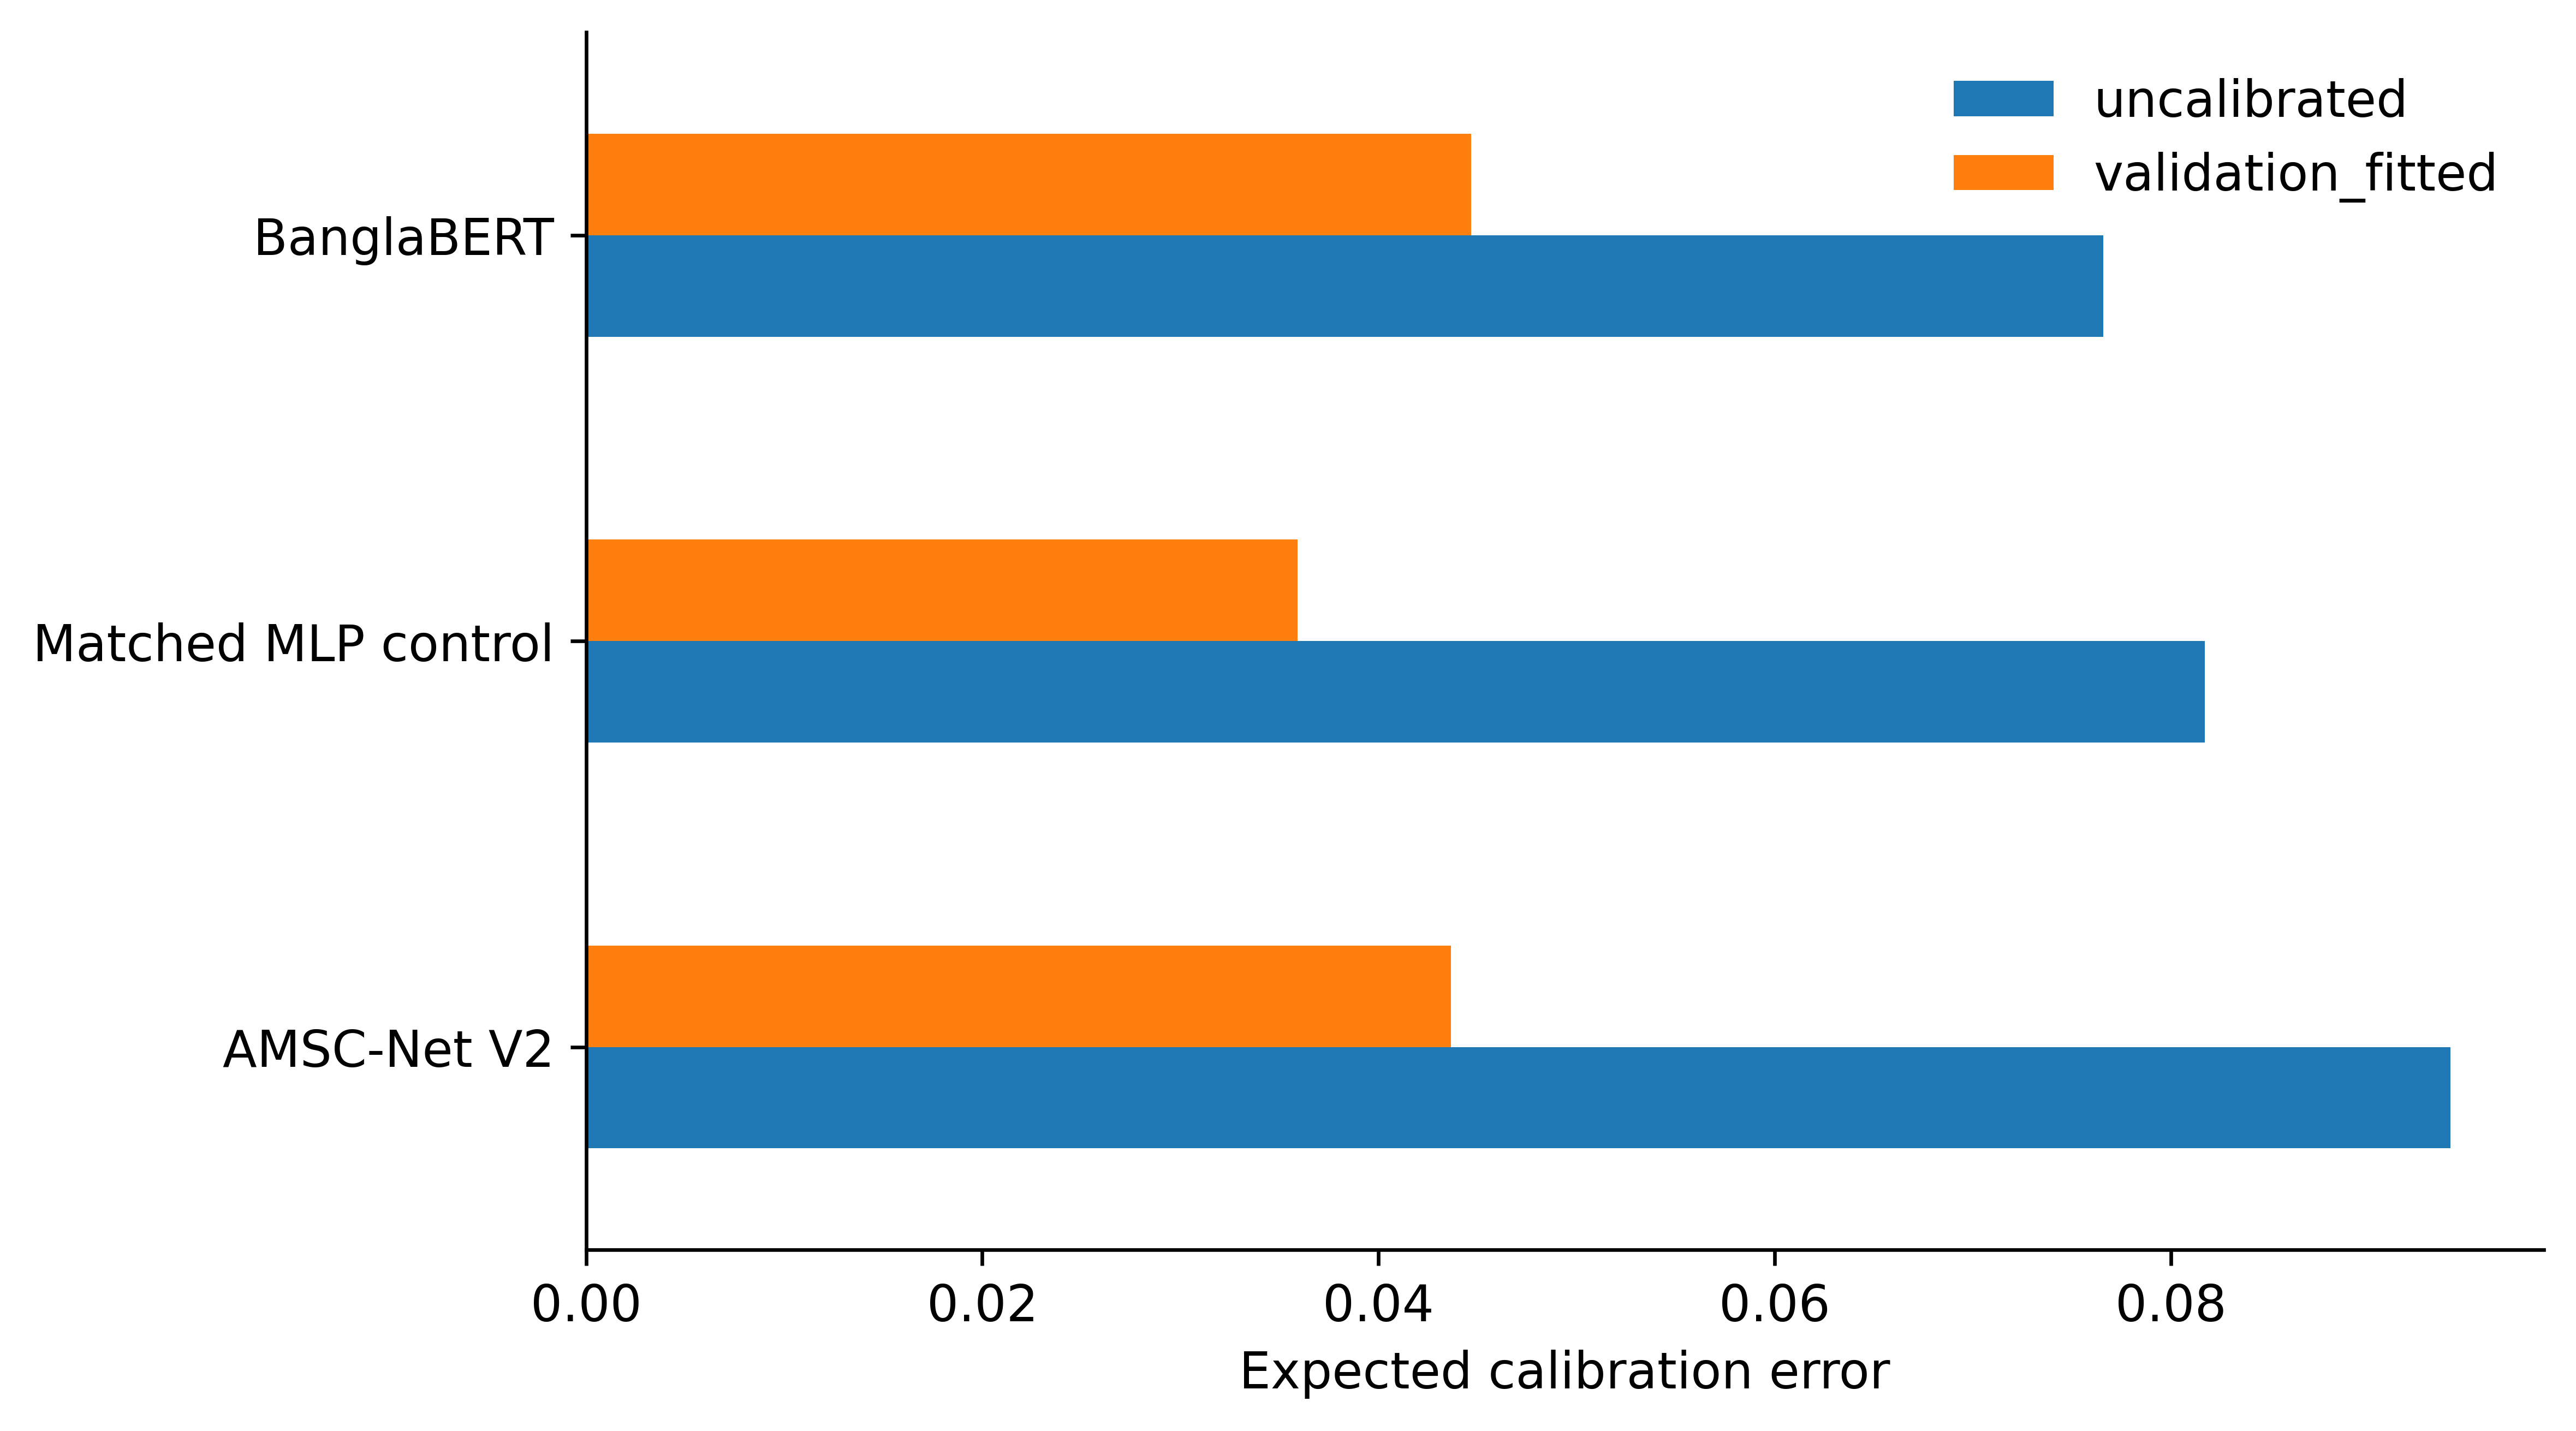 uncalibrated
validation_fitted
BanglaBERT
Matched MLP control
AMSC-Net V2
0.00 0.02 0.04 0.06 0.08
Expected calibration error